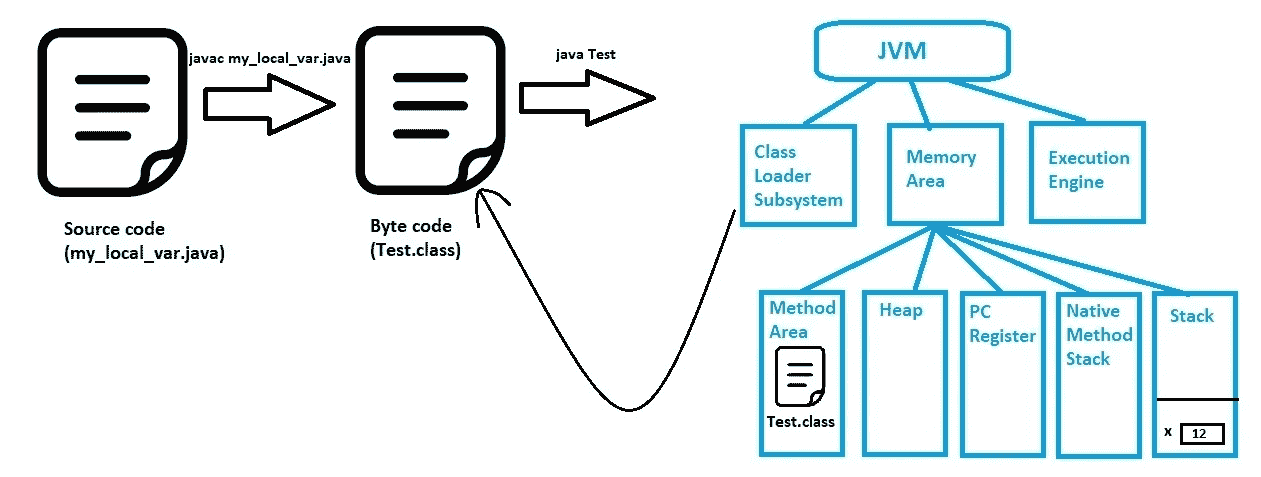 javac my_local_var.java
java Test
Source code
(my_local_var.java)
Byte code
(Test.class)
JVM
Class
Loader
Subsystem
Memory
Area
Execution
Engine
Method
Area
Test.class
Heap
PC
Register
Native
Method
Stack
Stack
x 12